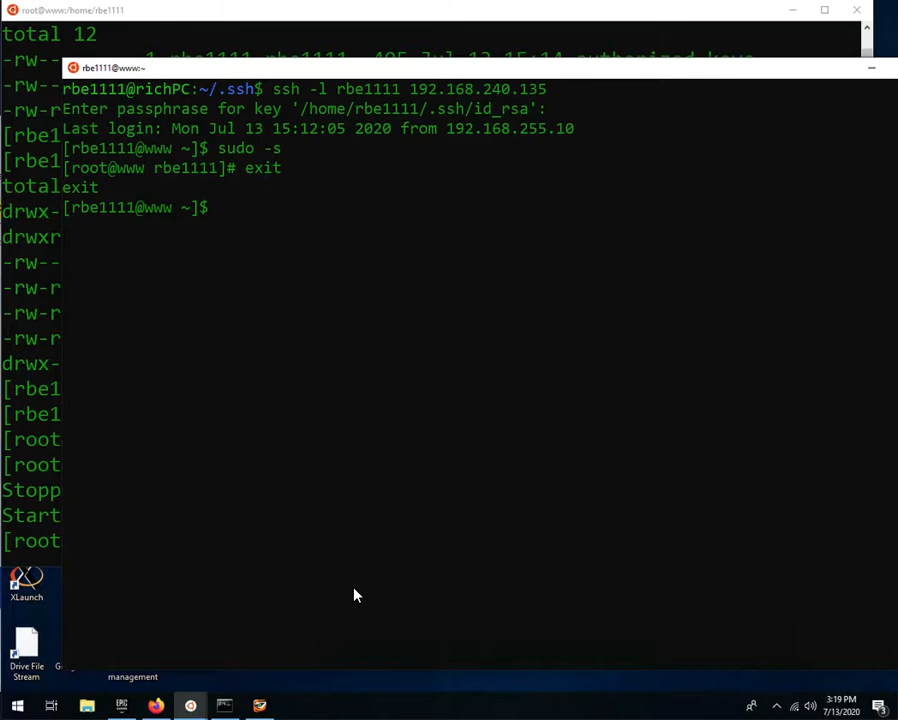 root@www:/home/rbe1111
total 12
-rw-- 1 rbe1111 rbe1111 405 Jul 13 15:14 authorized_keys
-rw--
-rw-r
[rbe1
[rbe1
total
drwx-
drwxr
-rw--
-rw-r
-rw-r
-rw-r
drwx-
[rbe1
[rbe1
[root
[root
Stopp
Start
[root
rbe1111@www:~
rbe1111@richPC:~/.ssh$ ssh -l rbe1111 192.168.240.135
Enter passphrase for key '/home/rbe1111/.ssh/id_rsa':
Last login: Mon Jul 13 15:12:05 2020 from 192.168.255.10
[rbe1111@www ~]$ sudo -s
[root@www rbe1111]# exit
exit
[rbe1111@www ~]$
XLaunch
Drive File
Stream
management
EPIC
3:19 PM
7/13/2020
3